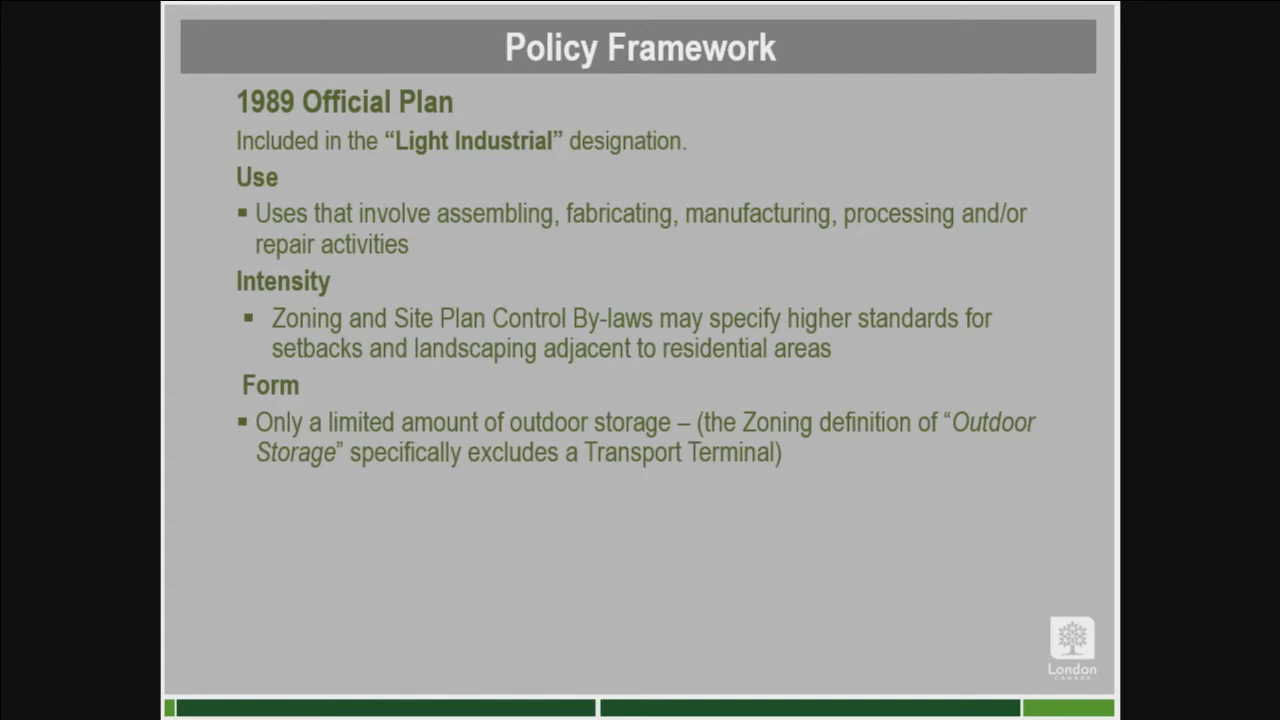 Policy Framework
1989 Official Plan
Included in the “Light Industrial” designation.
Use
▪ Uses that involve assembling, fabricating, manufacturing, processing and/or
repair activities
Intensity
▪ Zoning and Site Plan Control By-laws may specify higher standards for
setbacks and landscaping adjacent to residential areas
Form
▪ Only a limited amount of outdoor storage – (the Zoning definition of “Outdoor
Storage” specifically excludes a Transport Terminal)
London
CANADA